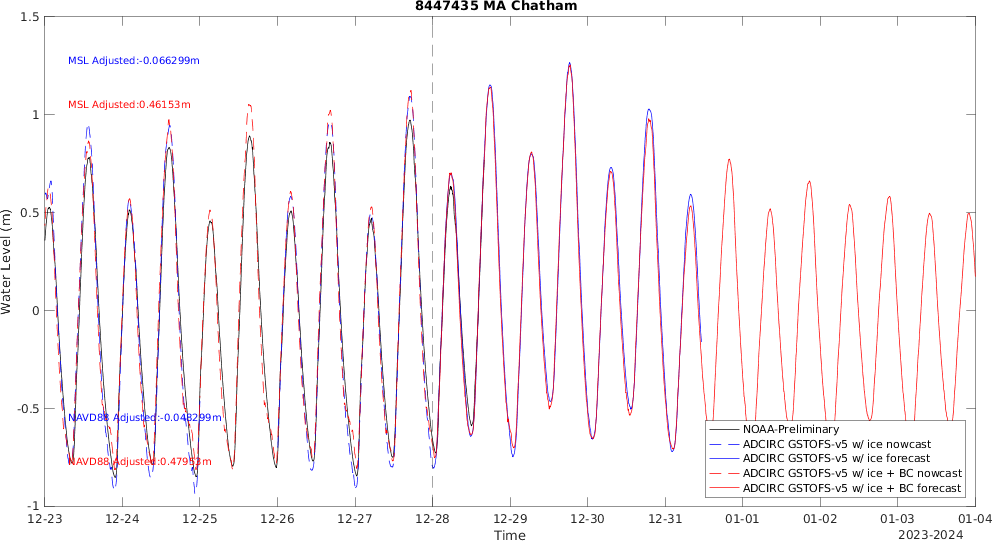 8447435 MA Chatham
1.5
MSL Adjusted:-0.066299m
MSL Adjusted:0.46153m
1
0.5
Water Level (m)
0
-0.5
NAVD88 Adjusted:-0.048299m
NAVD88 Adjusted:0.47953m
-1
NOAA-Preliminary
ADCIRC GSTOFS-v5 w/ ice nowcast
ADCIRC GSTOFS-v5 w/ ice forecast
ADCIRC GSTOFS-v5 w/ ice + BC nowcast
ADCIRC GSTOFS-v5 w/ ice + BC forecast
12-23 12-24 12-25 12-26 12-27 12-28 12-29 12-30 12-31 01-01 01-02 01-03 01-04
Time
2023-2024